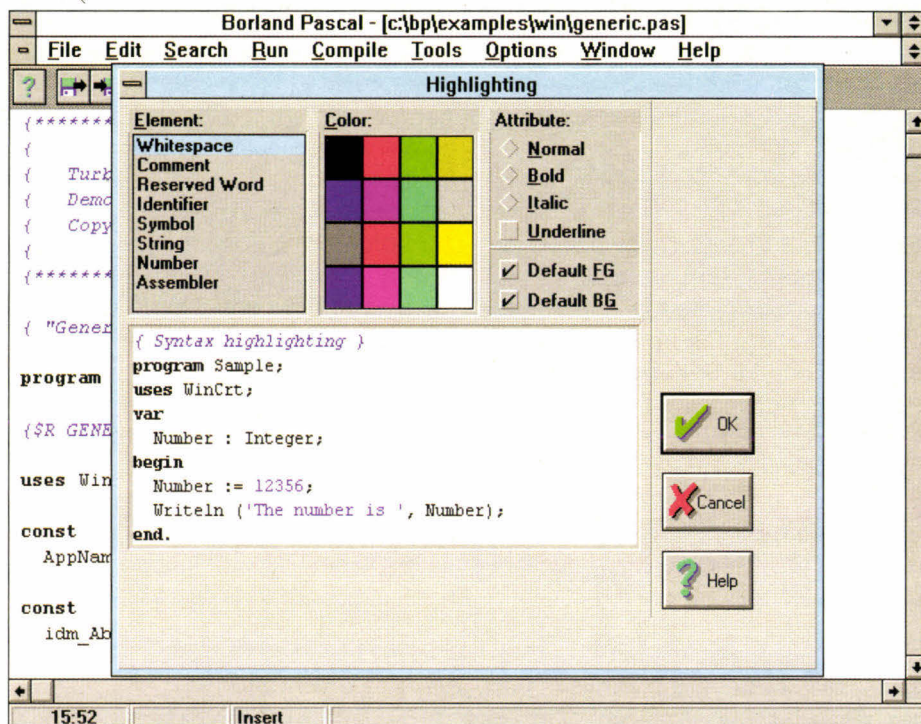 Borland Pascal - [c:\bp\examples\win\generic.pas]
File Edit Search Run Compile Tools Options Window Help
?
Highlighting
Element:
Whitespace
Comment
Reserved Word
Identifier
Symbol
String
Number
Assembler
Color:
Attribute:
Normal
Bold
Italic
Underline
Default FG
Default BG
{ Syntax highlighting }
program Sample;
uses WinCrt;
var
Number : Integer;
begin
Number := 12356;
Writeln ('The number is ', Number);
end.
OK
Cancel
? Help
{*******
{
{ Turb
{ Demo
{ Copy
{
{*******
{ "Gener
program
{$R GENE
uses Win
const
AppNam
const
idm_Ab
15:52 Insert